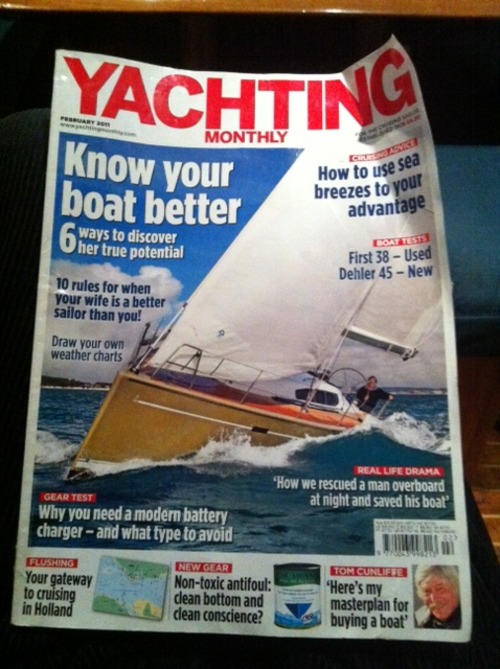 YACHTING
MONTHLY
FEBRUARY 2011
www.yachtingmonthly.com
Know your
boat better
6 ways to discover
her true potential
10 rules for when
your wife is a better
sailor than you!
Draw your own
weather charts
CRUISING ADVICE
How to use sea
breezes to your
advantage
BOAT TESTS
First 38 – Used
Dehler 45 – New
REAL LIFE DRAMA
‘How we rescued a man overboard
at night and saved his boat’
GEAR TEST
Why you need a modern battery
charger – and what type to avoid
FLUSHING
Your gateway
to cruising
in Holland
NEW GEAR
Non-toxic antifoul:
clean bottom and
clean conscience?
TOM CUNLIFFE
‘Here's my
masterplan for
buying a boat’